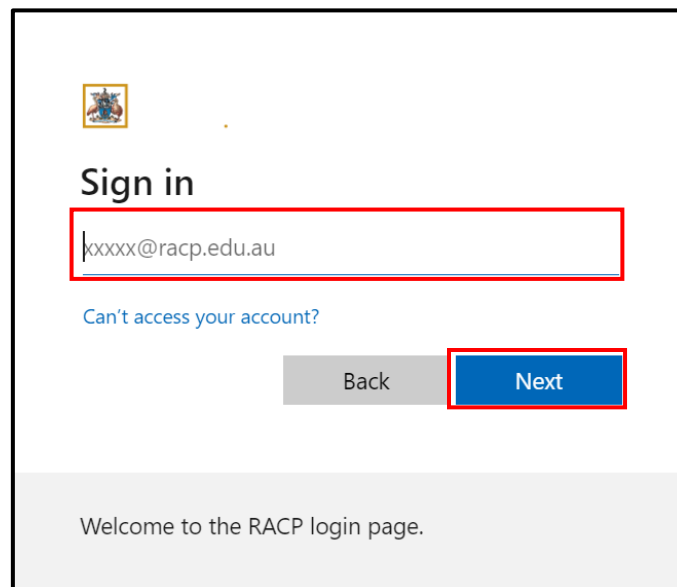 Sign in
xxxxx@racp.edu.au
Can't access your account?
Back Next
Welcome to the RACP login page.